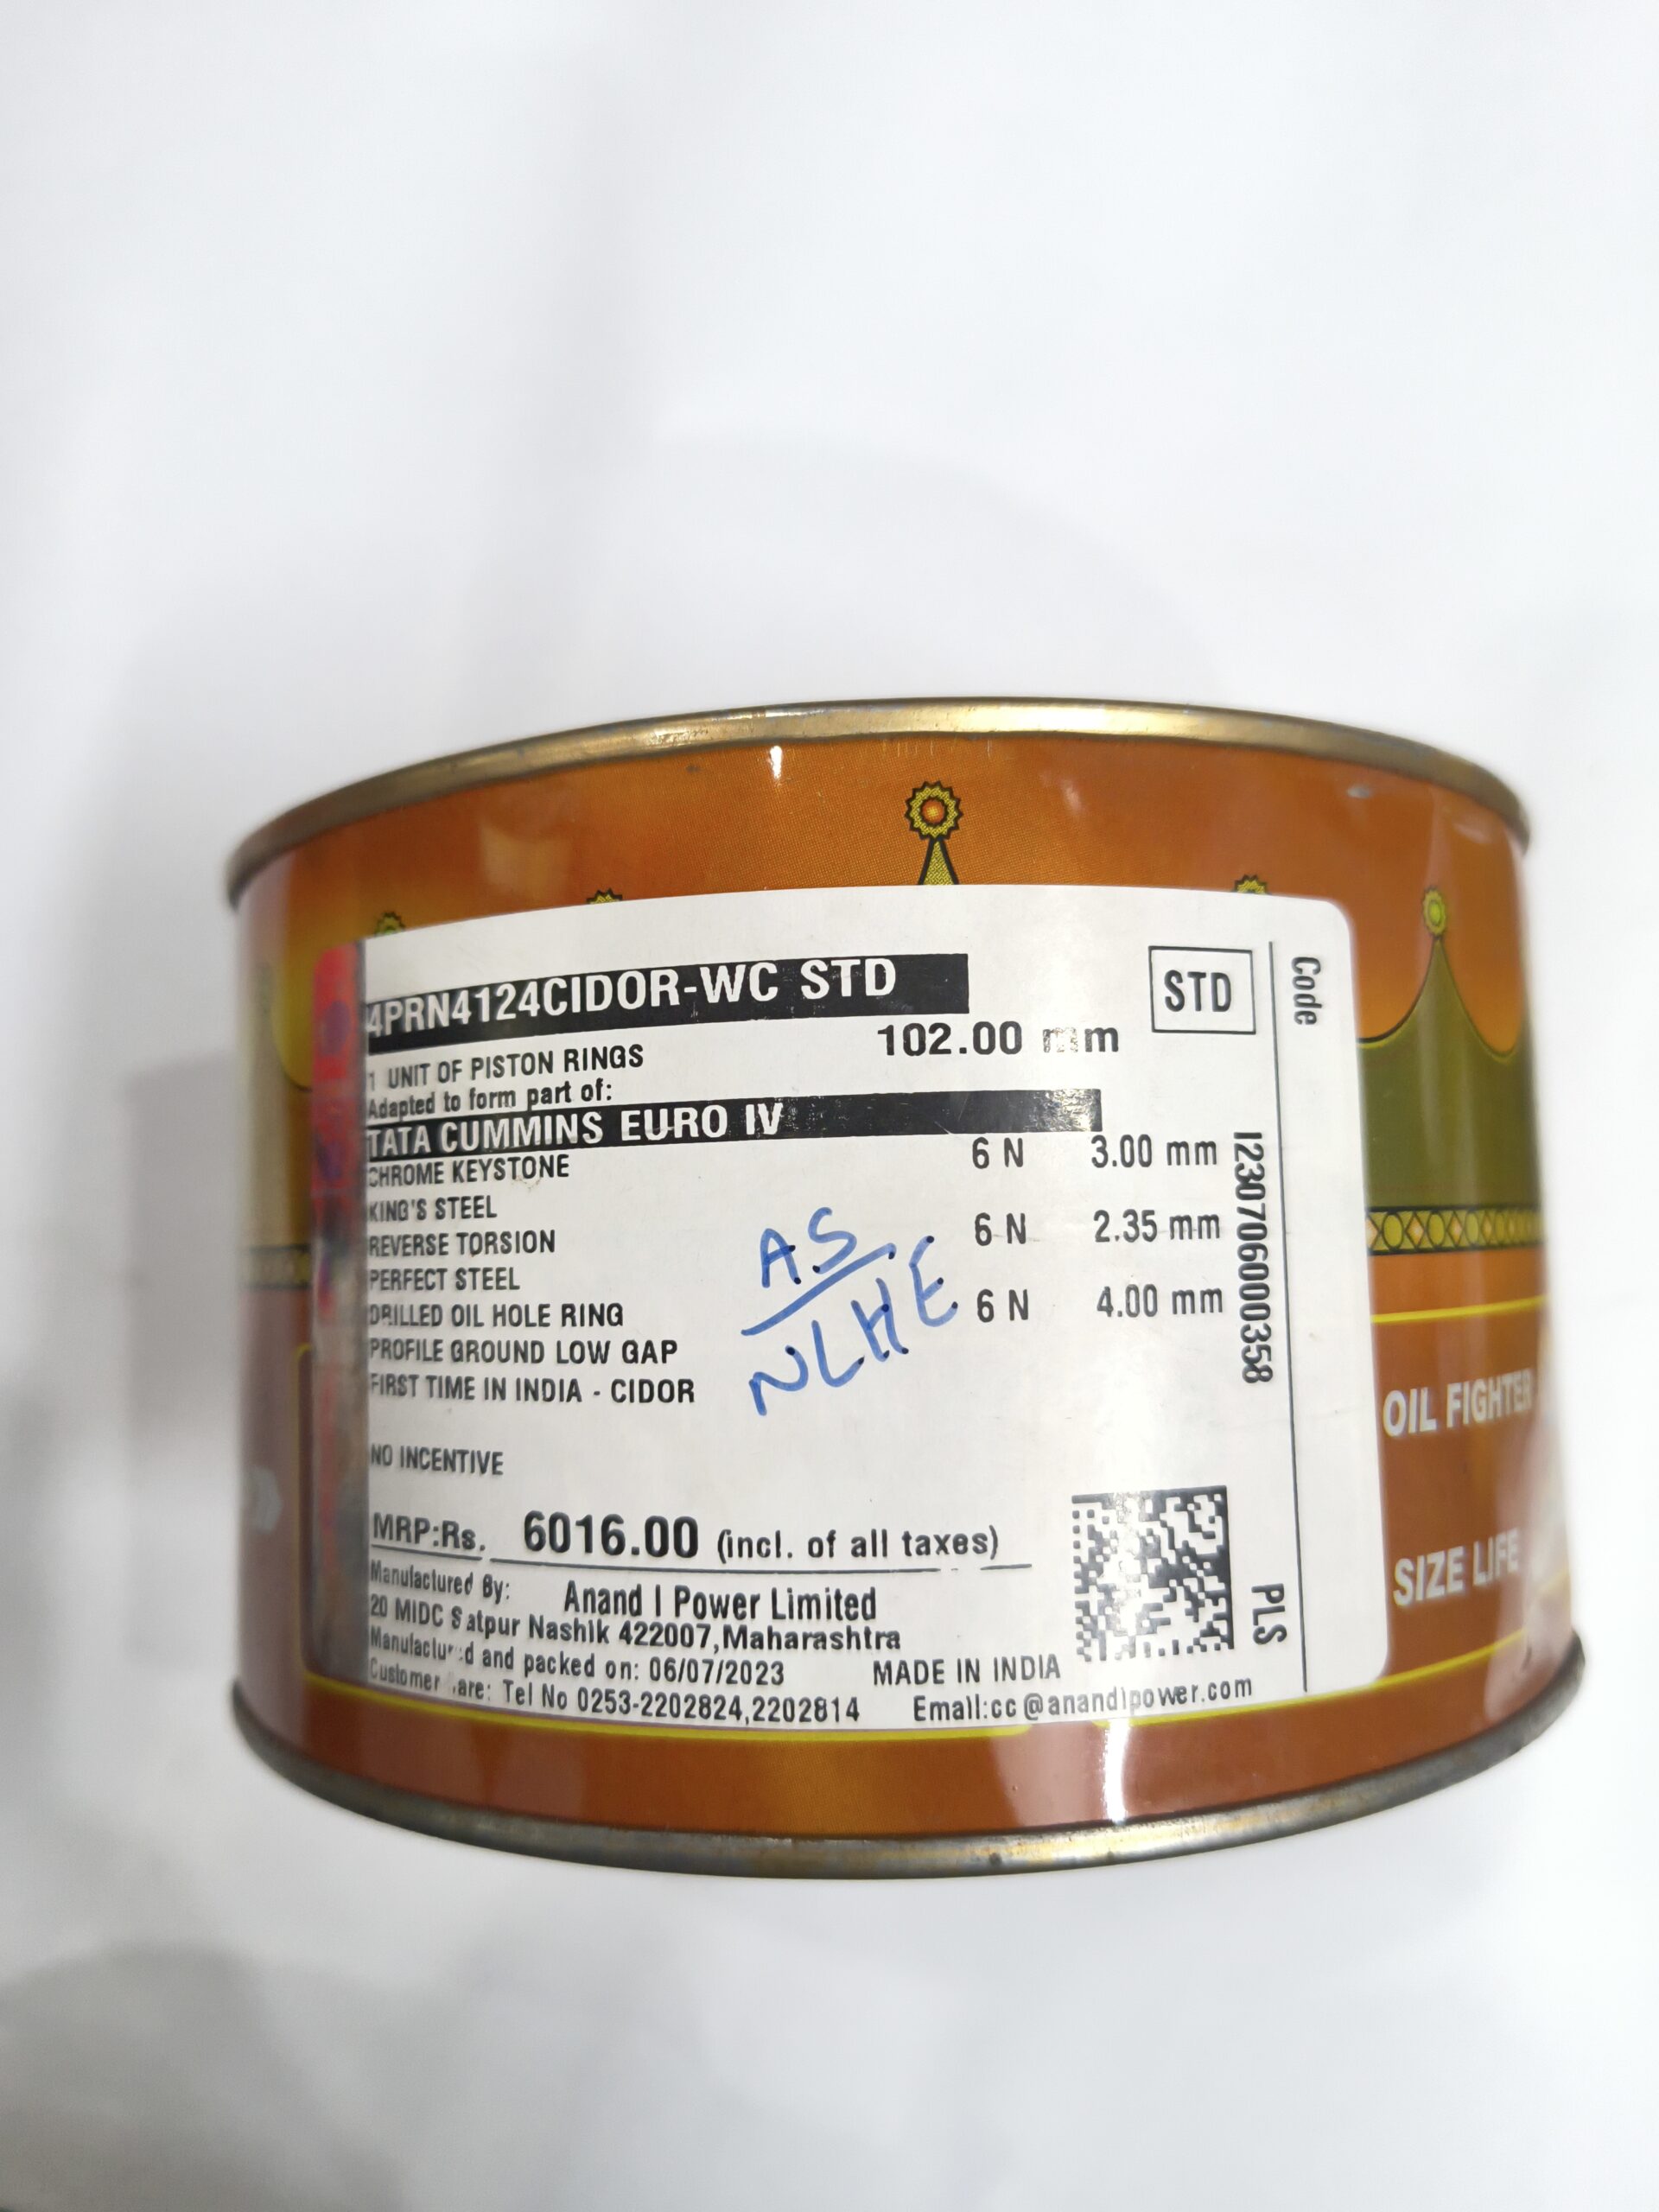 4PRN4124CIDOR-WC STD
STD
102.00 mm
1 UNIT OF PISTON RINGS
Adapted to form part of:
TATA CUMMINS EURO IV
CHROME KEYSTONE 6 N 3.00 mm
KING'S STEEL
REVERSE TORSION 6 N 2.35 mm
PERFECT STEEL
DRILLED OIL HOLE RING 6 N 4.00 mm
PROFILE GROUND LOW GAP
FIRST TIME IN INDIA - CIDOR
AS
NLHE
NO INCENTIVE
MRP:Rs. 6016.00 (incl. of all taxes)
Manufactured By: Anand I Power Limited
20 MIDC Satpur Nashik 422007, Maharashtra
Manufactured and packed on: 06/07/2023 MADE IN INDIA
Customer Care: Tel No 0253-2202824,2202814 Email:cc@anandipower.com
Code
I230706000358
PLS
OIL FIGHTER
SIZE LIFE